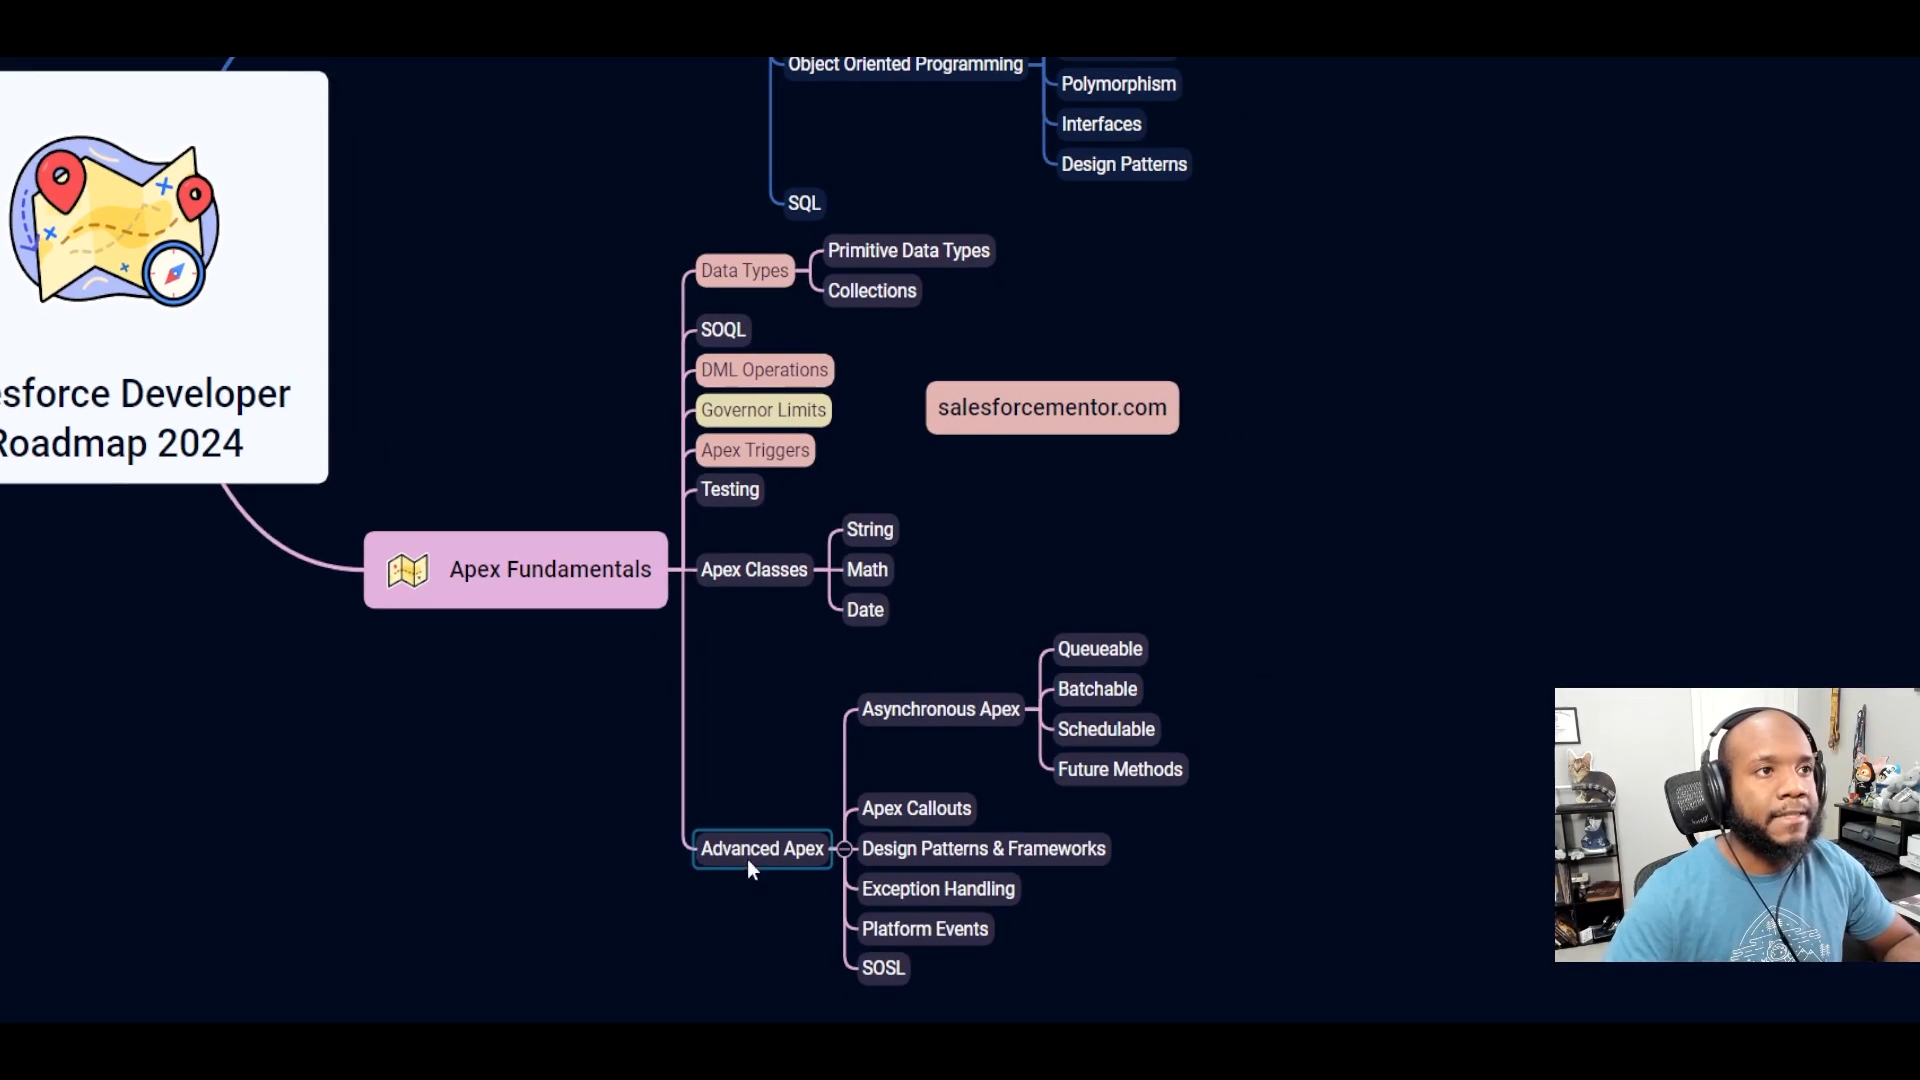 Object Oriented Programming
Polymorphism
Interfaces
Design Patterns
SQL
sforce Developer
Roadmap 2024
Apex Fundamentals
Data Types
Primitive Data Types
Collections
SOQL
DML Operations
Governor Limits
Apex Triggers
Testing
Apex Classes
String
Math
Date
Advanced Apex
Asynchronous Apex
Queueable
Batchable
Schedulable
Future Methods
Apex Callouts
Design Patterns & Frameworks
Exception Handling
Platform Events
SOSL
salesforcementor.com